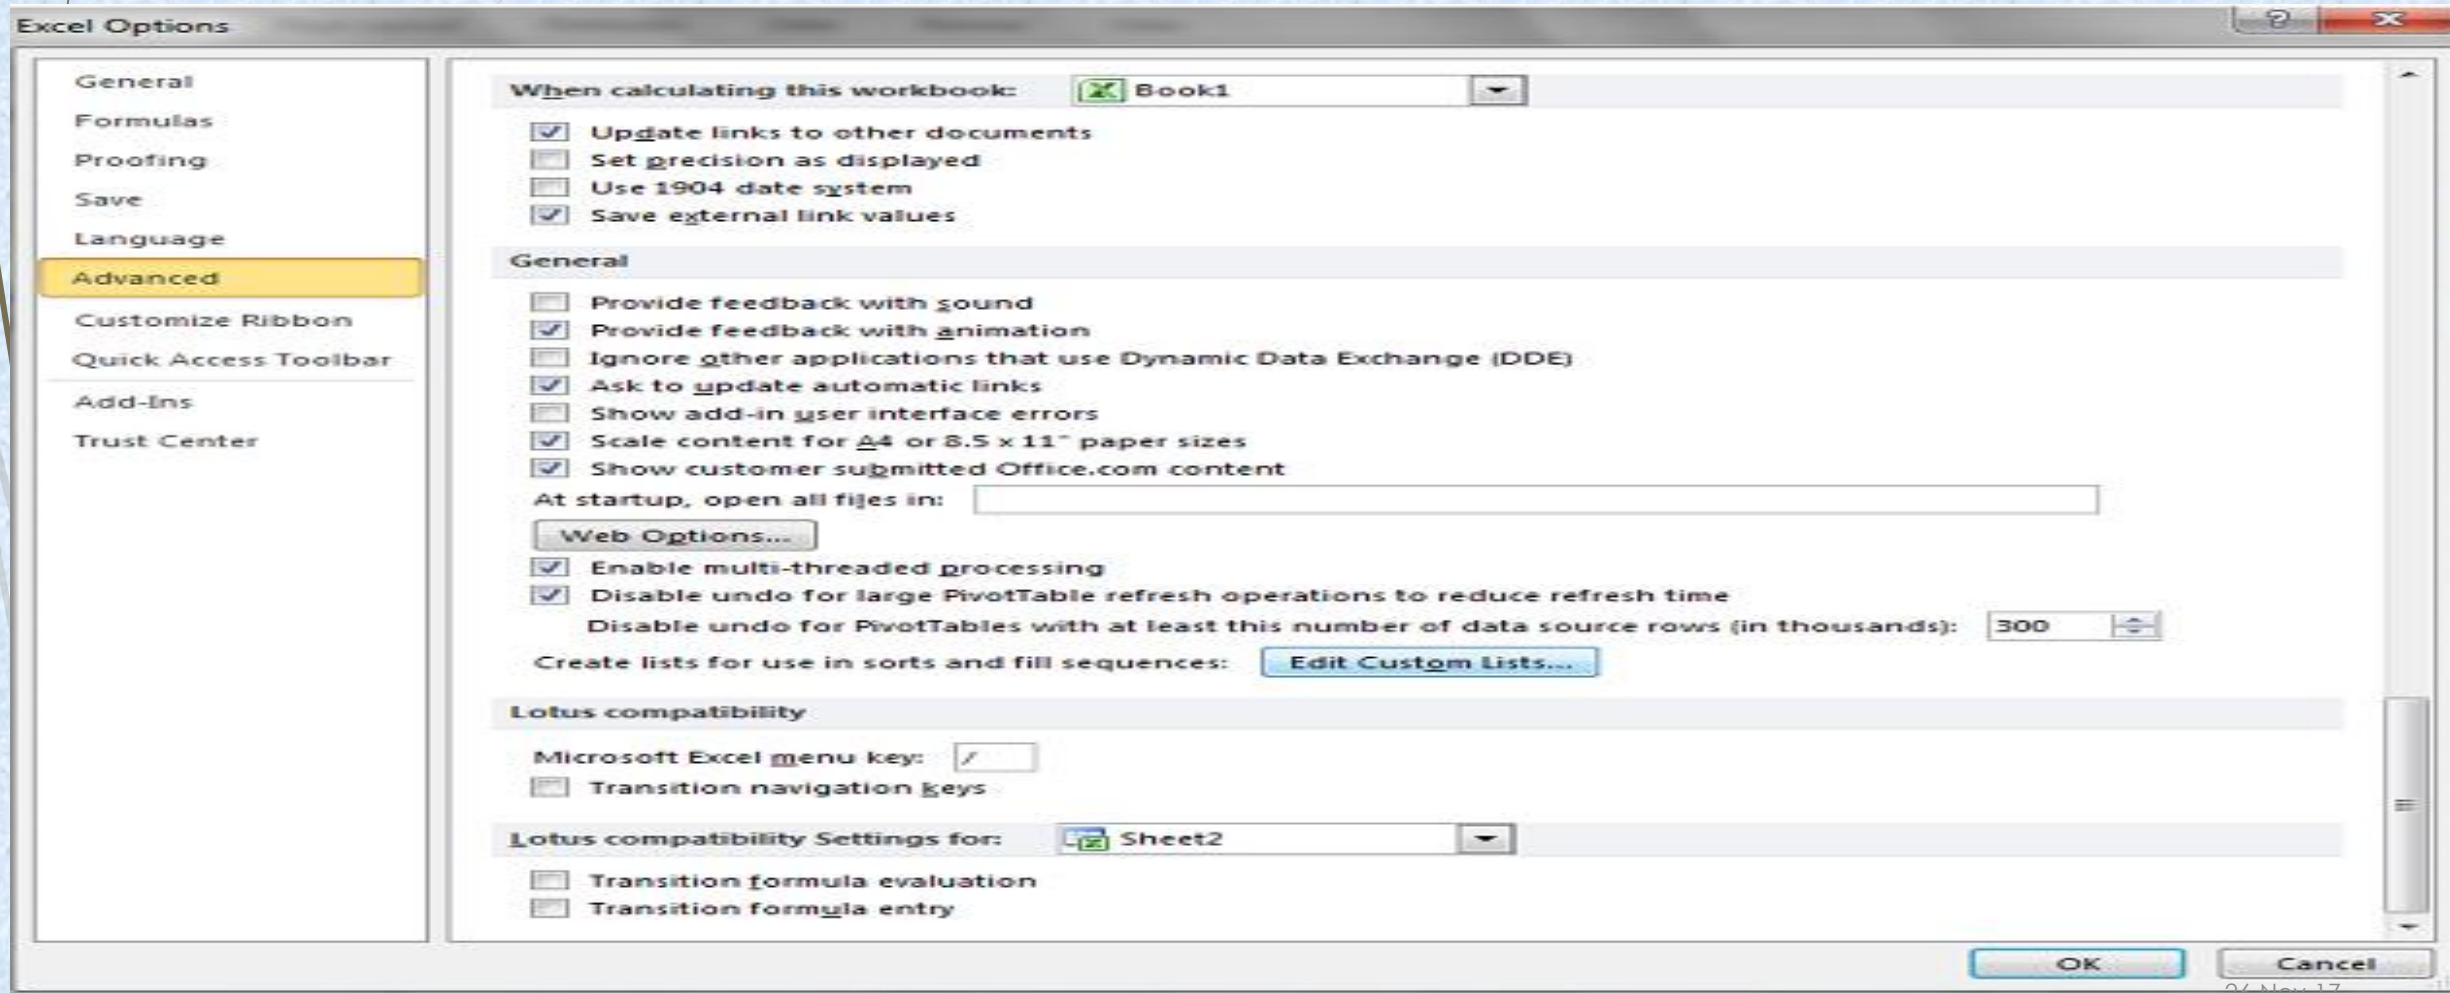 Excel Options
General
Formulas
Proofing
Save
Language
Advanced
Customize Ribbon
Quick Access Toolbar
Add-Ins
Trust Center
When calculating this workbook: Book1
Update links to other documents
Set precision as displayed
Use 1904 date system
Save external link values
General
Provide feedback with sound
Provide feedback with animation
Ignore other applications that use Dynamic Data Exchange (DDE)
Ask to update automatic links
Show add-in user interface errors
Scale content for A4 or 8.5 x 11" paper sizes
Show customer submitted Office.com content
At startup, open all files in:
Web Options...
Enable multi-threaded processing
Disable undo for large PivotTable refresh operations to reduce refresh time
Disable undo for PivotTables with at least this number of data source rows (in thousands): 300
Create lists for use in sorts and fill sequences: Edit Custom Lists...
Lotus compatibility
Microsoft Excel menu key: /
Transition navigation keys
Lotus compatibility Settings for: Sheet2
Transition formula evaluation
Transition formula entry
OK Cancel